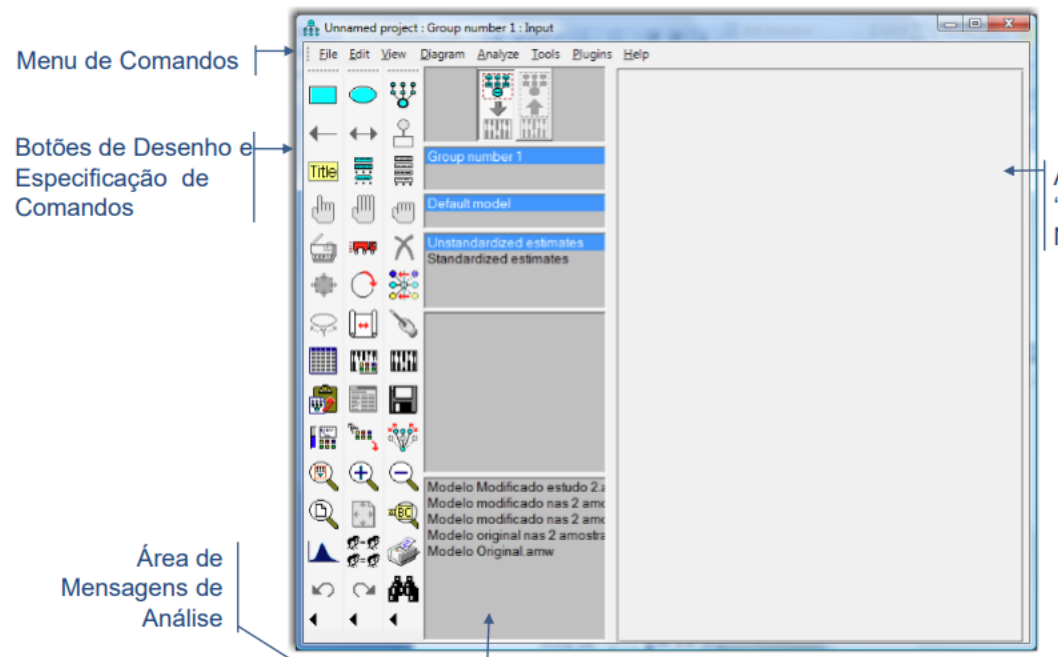 Unnamed project : Group number 1 : Input
File Edit View Diagram Analyze Tools Plugins Help
Menu de Comandos
Botões de Desenho e
Especificação de
Comandos
Title
Group number 1
Default model
Unstandardized estimates
Standardized estimates
Modelo Modificado estudo 2.a
Modelo modificado nas 2 amo
Modelo modificado nas 2 amo
Modelo original nas 2 amostra
Modelo Original.amw
Área de
Mensagens de
Análise